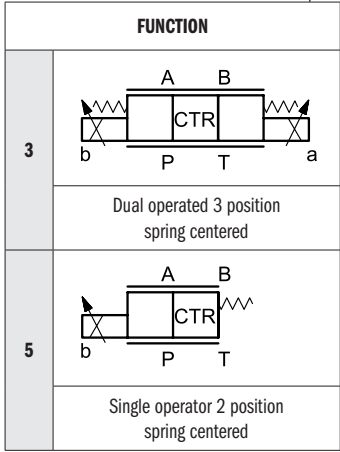 FUNCTION
3
A B
CTR
b a
P T
Dual operated 3 position
spring centered
5
A B
CTR
b
P T
Single operator 2 position
spring centered